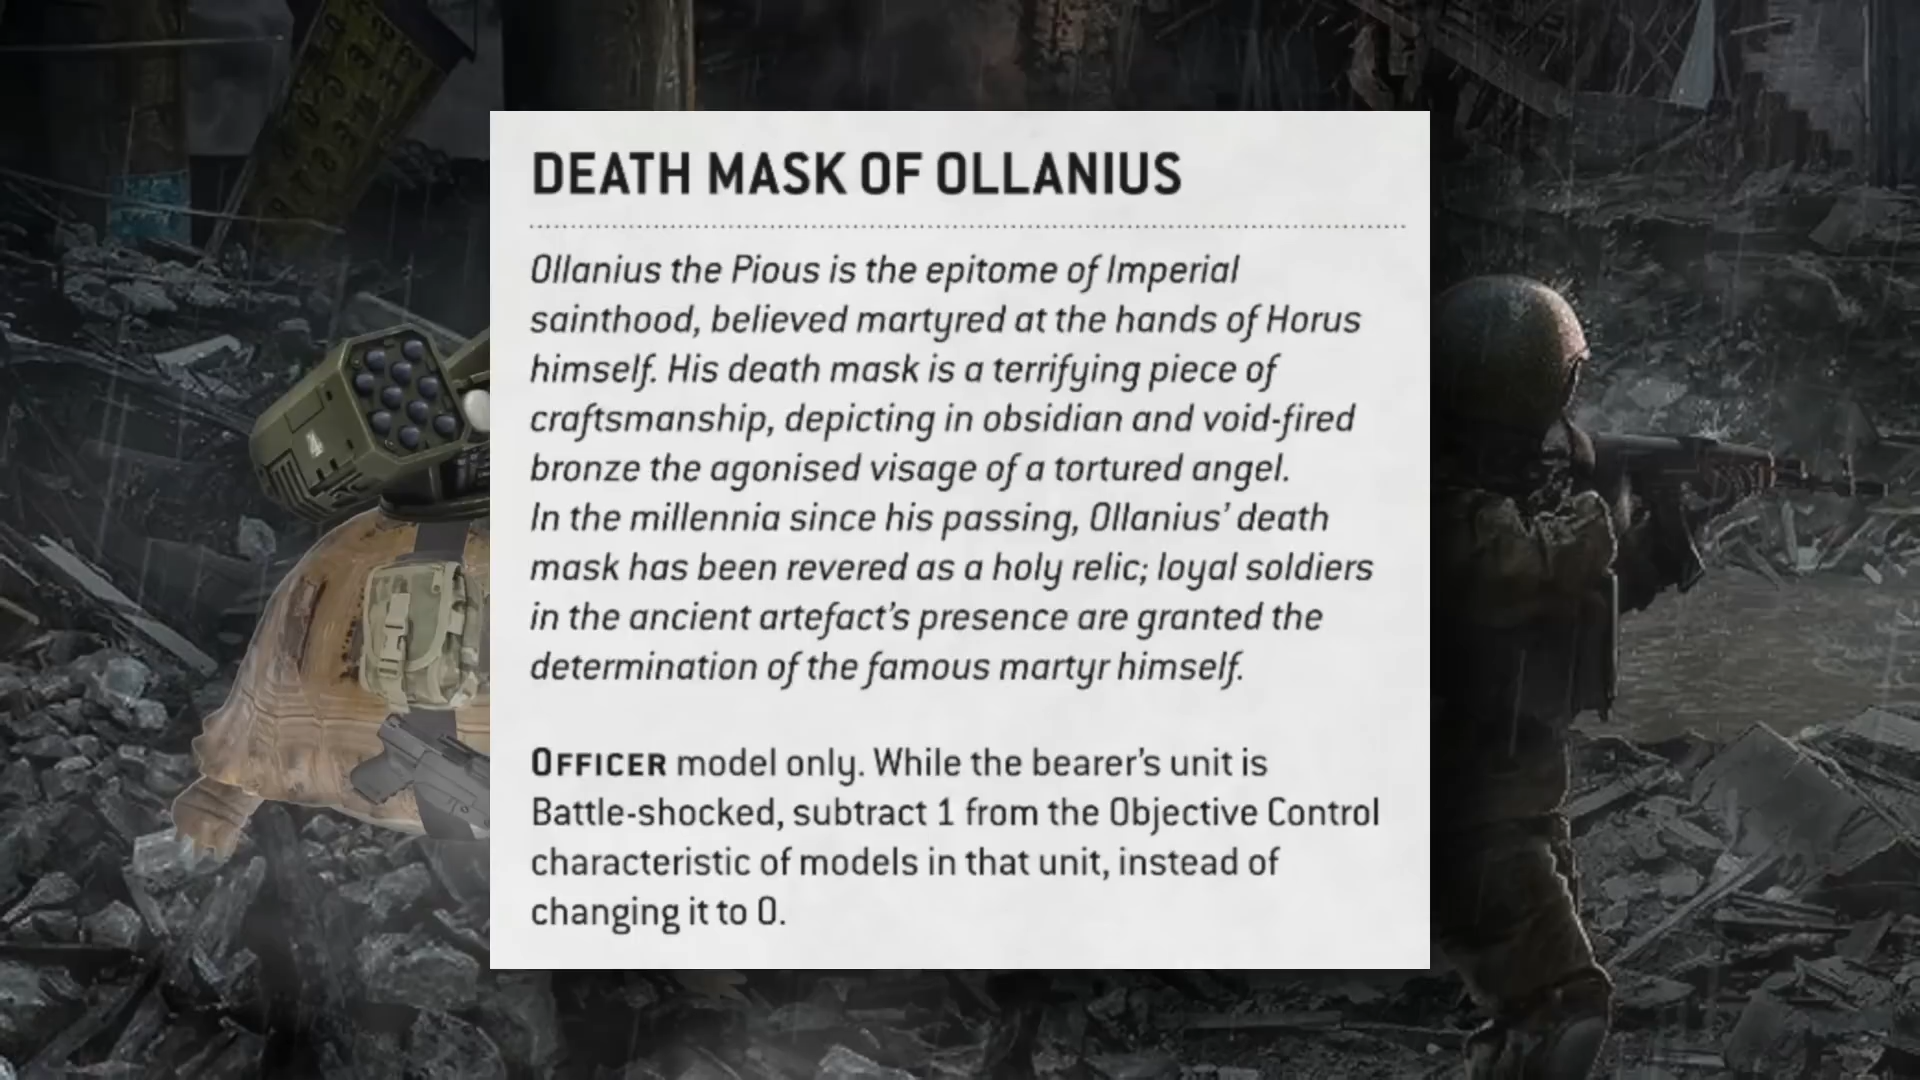 DEATH MASK OF OLLANIUS
Ollanius the Pious is the epitome of Imperial
sainthood, believed martyred at the hands of Horus
himself. His death mask is a terrifying piece of
craftsmanship, depicting in obsidian and void-fired
bronze the agonised visage of a tortured angel.
In the millennia since his passing, Ollanius’ death
mask has been revered as a holy relic; loyal soldiers
in the ancient artefact’s presence are granted the
determination of the famous martyr himself.
OFFICER model only. While the bearer’s unit is
Battle-shocked, subtract 1 from the Objective Control
characteristic of models in that unit, instead of
changing it to 0.